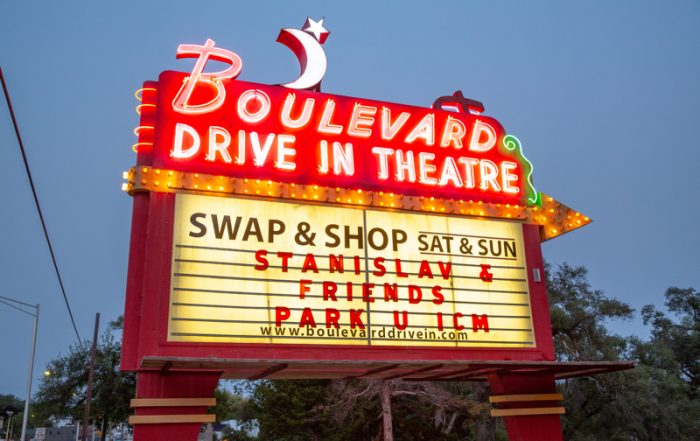 Boulevard
DRIVE IN THEATRE
SWAP & SHOP SAT & SUN
STANISLAV &
FRIENDS
PARK U ICM
www.boulevarddrivein.com